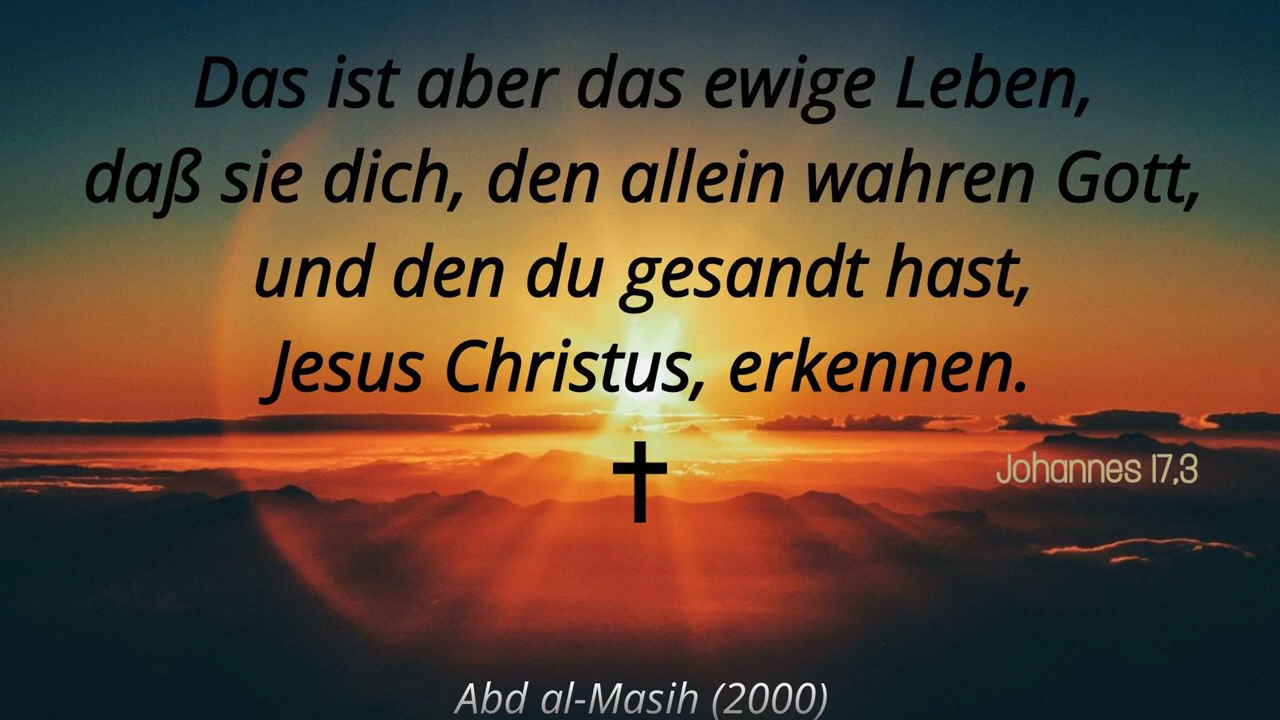 Das ist aber das ewige Leben,
daß sie dich, den allein wahren Gott,
und den du gesandt hast,
Jesus Christus, erkennen.
Johannes 17,3
Abd al-Masih (2000)